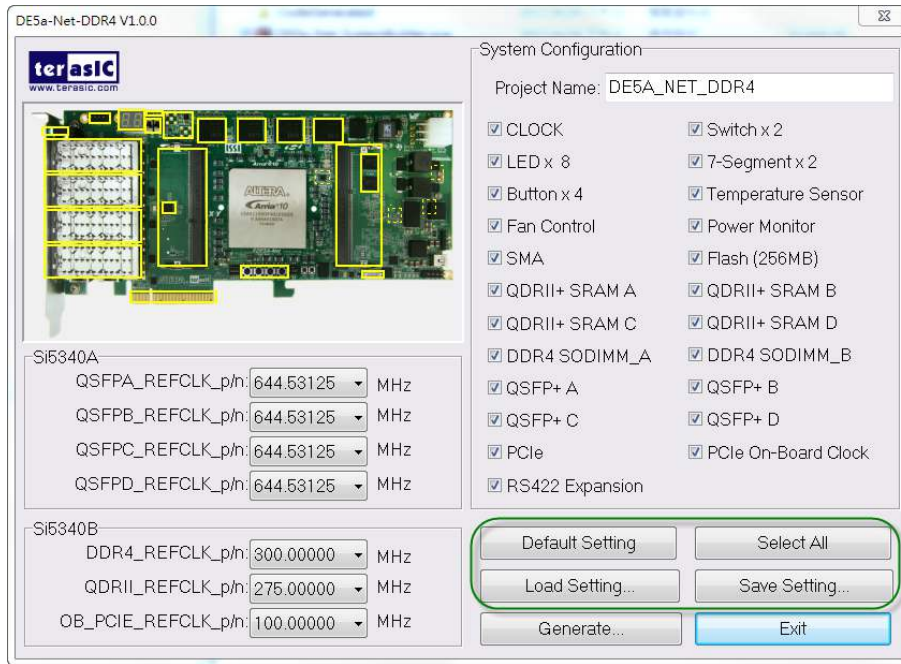 DE5a-Net-DDR4 V1.0.0
terasIC
www.terasic.com
ISSI
ALTERA
Arria 10
System Configuration
Project Name: DE5A_NET_DDR4
CLOCK
Switch x 2
LED x 8
7-Segment x 2
Button x 4
Temperature Sensor
Fan Control
Power Monitor
SMA
Flash (256MB)
QDRII+ SRAM A
QDRII+ SRAM B
QDRII+ SRAM C
QDRII+ SRAM D
DDR4 SODIMM_A
DDR4 SODIMM_B
QSFP+ A
QSFP+ B
QSFP+ C
QSFP+ D
PCIe
PCIe On-Board Clock
RS422 Expansion
Si5340A
QSFPA_REFCLK_p/n: 644.53125 MHz
QSFPB_REFCLK_p/n: 644.53125 MHz
QSFPC_REFCLK_p/n: 644.53125 MHz
QSFPD_REFCLK_p/n: 644.53125 MHz
Si5340B
DDR4_REFCLK_p/n: 300.00000 MHz
QDRII_REFCLK_p/n: 275.00000 MHz
OB_PCIE_REFCLK_p/n: 100.00000 MHz
Default Setting
Select All
Load Setting...
Save Setting...
Generate...
Exit